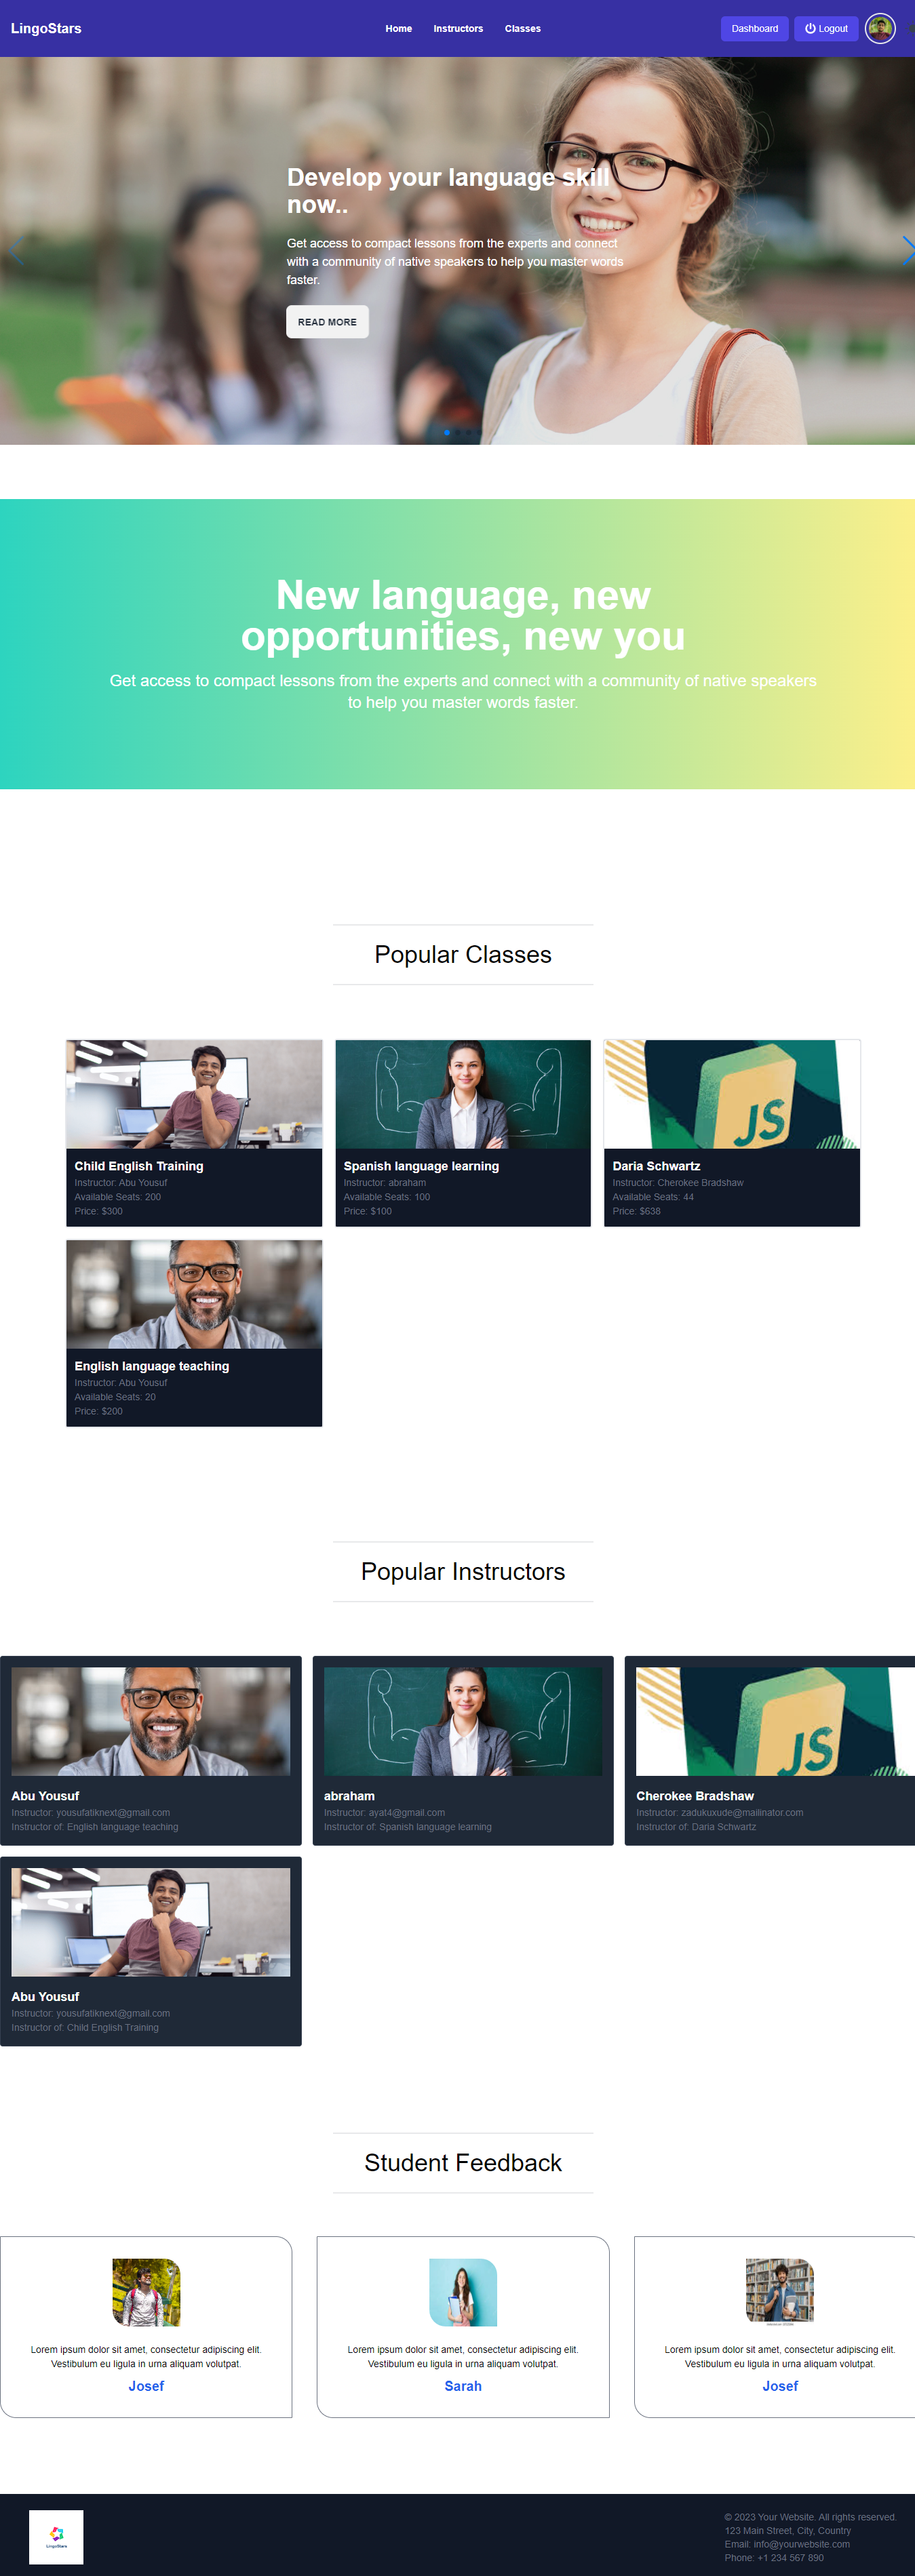 LingoStars
Home Instructors Classes
Dashboard
Logout
Develop your language skill
now..
Get access to compact lessons from the experts and connect
with a community of native speakers to help you master words
faster.
READ MORE
New language, new
opportunities, new you
Get access to compact lessons from the experts and connect with a community of native speakers
to help you master words faster.
Popular Classes
JS
Child English Training
Instructor: Abu Yousuf
Available Seats: 200
Price: $300
Spanish language learning
Instructor: abraham
Available Seats: 100
Price: $100
Daria Schwartz
Instructor: Cherokee Bradshaw
Available Seats: 44
Price: $638
English language teaching
Instructor: Abu Yousuf
Available Seats: 20
Price: $200
Popular Instructors
JS
Abu Yousuf
Instructor: yousufatiknext@gmail.com
Instructor of: English language teaching
abraham
Instructor: ayat4@gmail.com
Instructor of: Spanish language learning
Cherokee Bradshaw
Instructor: zadukuxude@mailinator.com
Instructor of: Daria Schwartz
Abu Yousuf
Instructor: yousufatiknext@gmail.com
Instructor of: Child English Training
Student Feedback
Lorem ipsum dolor sit amet, consectetur adipiscing elit.
Vestibulum eu ligula in urna aliquam volutpat.
Josef
Lorem ipsum dolor sit amet, consectetur adipiscing elit.
Vestibulum eu ligula in urna aliquam volutpat.
Sarah
Lorem ipsum dolor sit amet, consectetur adipiscing elit.
Vestibulum eu ligula in urna aliquam volutpat.
Josef
LingoStars
© 2023 Your Website. All rights reserved.
123 Main Street, City, Country
Email: info@yourwebsite.com
Phone: +1 234 567 890